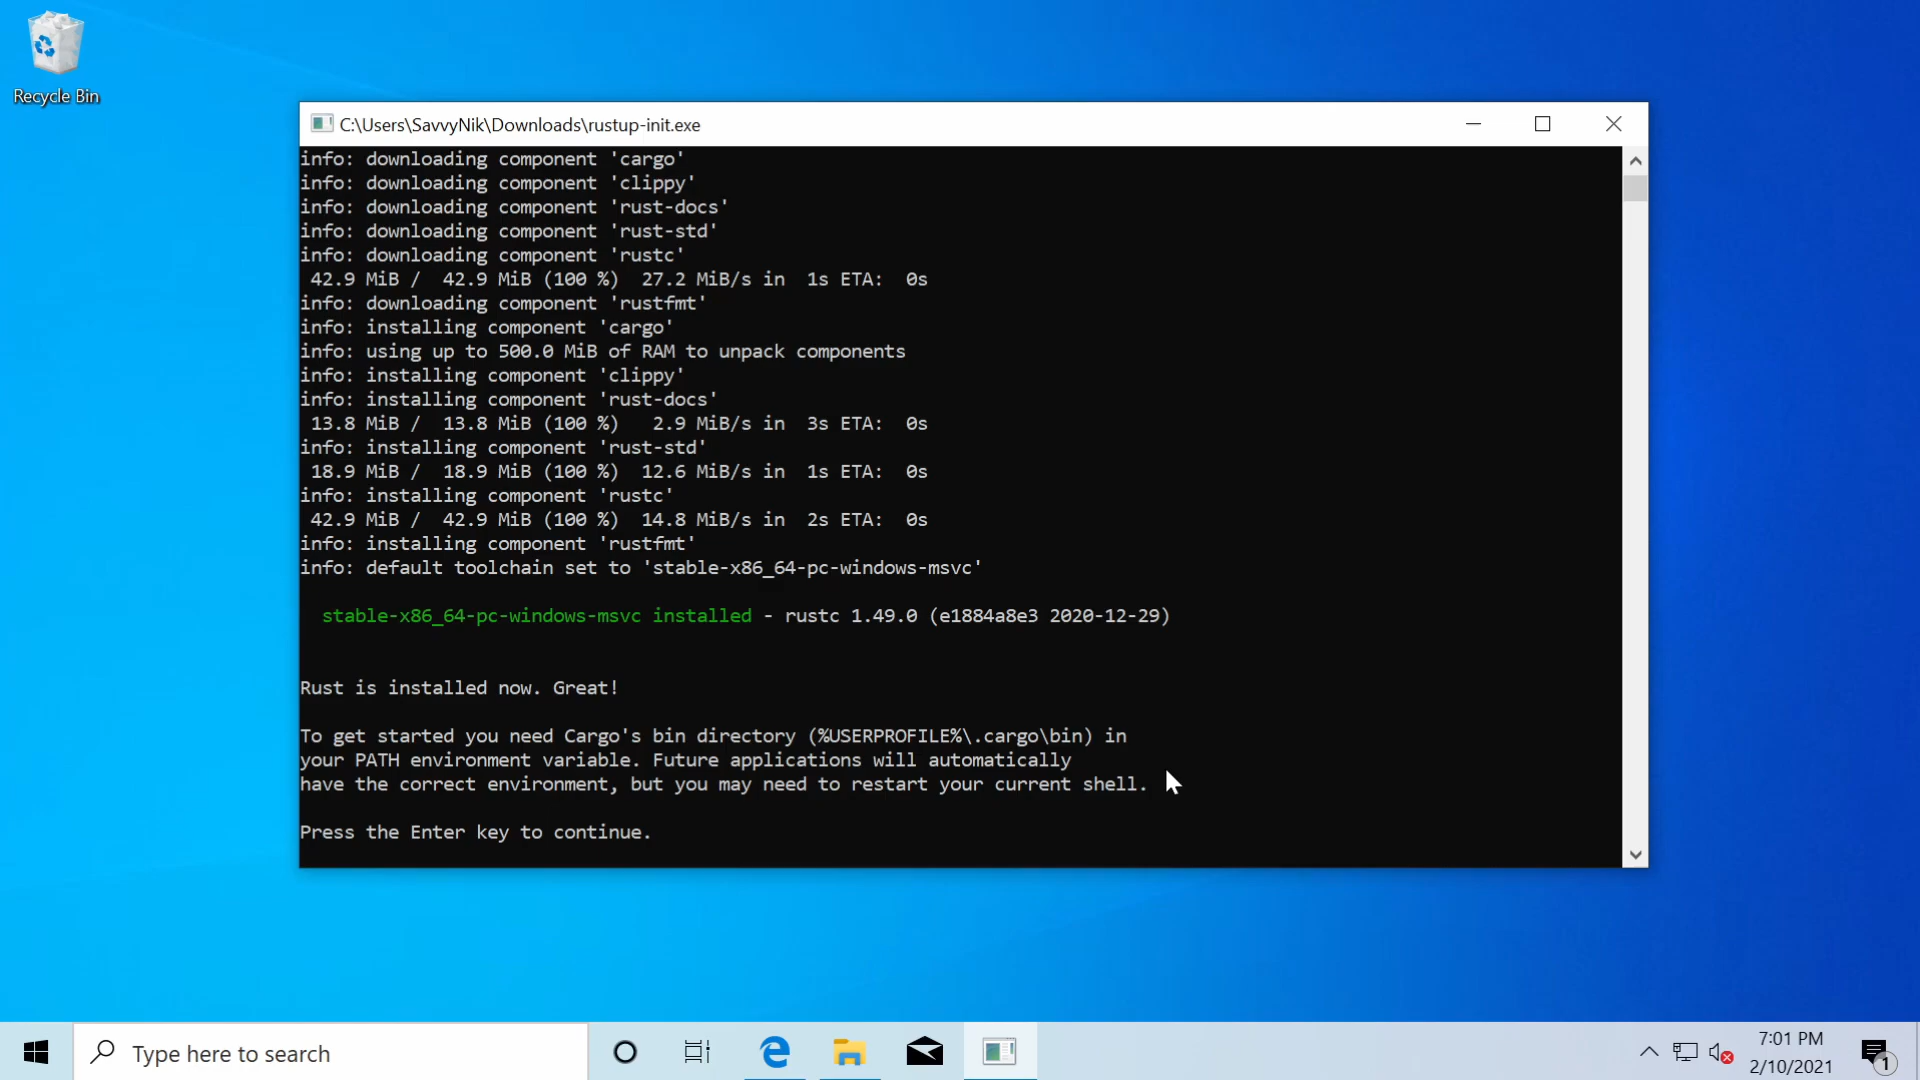 Recycle Bin
C:\Users\SavvyNik\Downloads\rustup-init.exe
info: downloading component 'cargo'
info: downloading component 'clippy'
info: downloading component 'rust-docs'
info: downloading component 'rust-std'
info: downloading component 'rustc'
42.9 MiB /  42.9 MiB (100 %)  27.2 MiB/s in  1s ETA:  0s
info: downloading component 'rustfmt'
info: installing component 'cargo'
info: using up to 500.0 MiB of RAM to unpack components
info: installing component 'clippy'
info: installing component 'rust-docs'
13.8 MiB /  13.8 MiB (100 %)   2.9 MiB/s in  3s ETA:  0s
info: installing component 'rust-std'
18.9 MiB /  18.9 MiB (100 %)  12.6 MiB/s in  1s ETA:  0s
info: installing component 'rustc'
42.9 MiB /  42.9 MiB (100 %)  14.8 MiB/s in  2s ETA:  0s
info: installing component 'rustfmt'
info: default toolchain set to 'stable-x86_64-pc-windows-msvc'
stable-x86_64-pc-windows-msvc installed - rustc 1.49.0 (e1884a8e3 2020-12-29)
Rust is installed now. Great!
To get started you need Cargo's bin directory (%USERPROFILE%\.cargo\bin) in
your PATH environment variable. Future applications will automatically
have the correct environment, but you may need to restart your current shell.
Press the Enter key to continue.
Type here to search
7:01 PM
2/10/2021
1